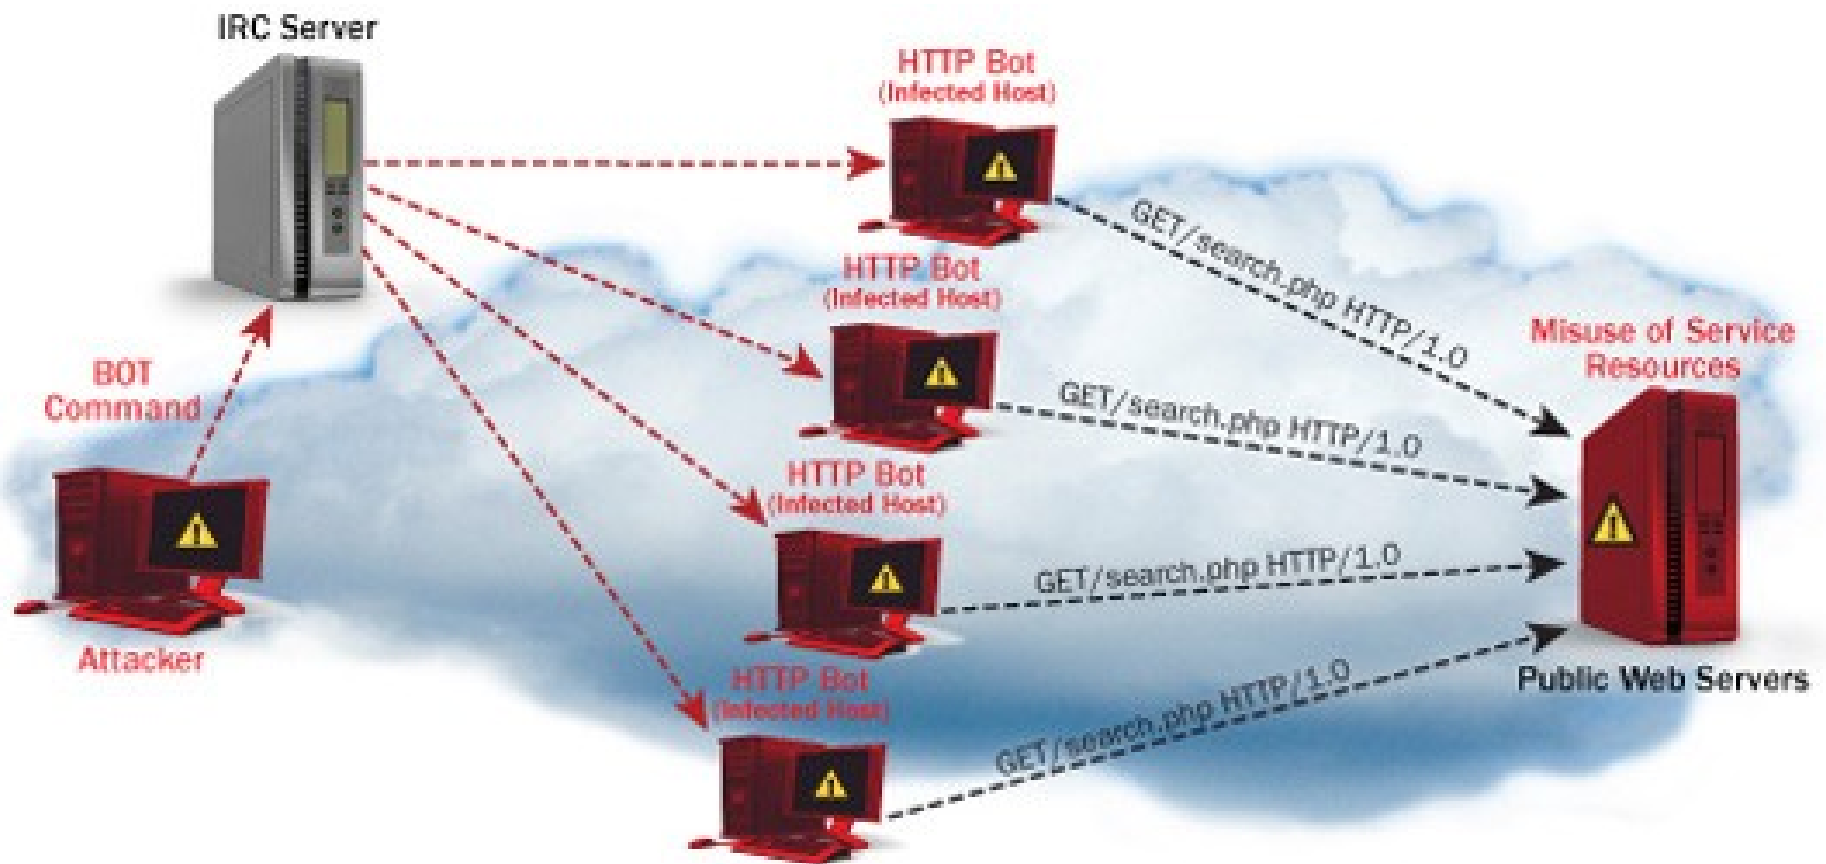 IRC Server
HTTP Bot
(Infected Host)
GET/search.php HTTP/1.0
HTTP Bot
(Infected Host)
Misuse of Service
Resources
BOT
Command
GET/search.php HTTP/1.0
HTTP Bot
(Infected Host)
GET/search.php HTTP/1.0
Attacker
HTTP Bot
(Infected Host)
GET/search.php HTTP/1.0
Public Web Servers